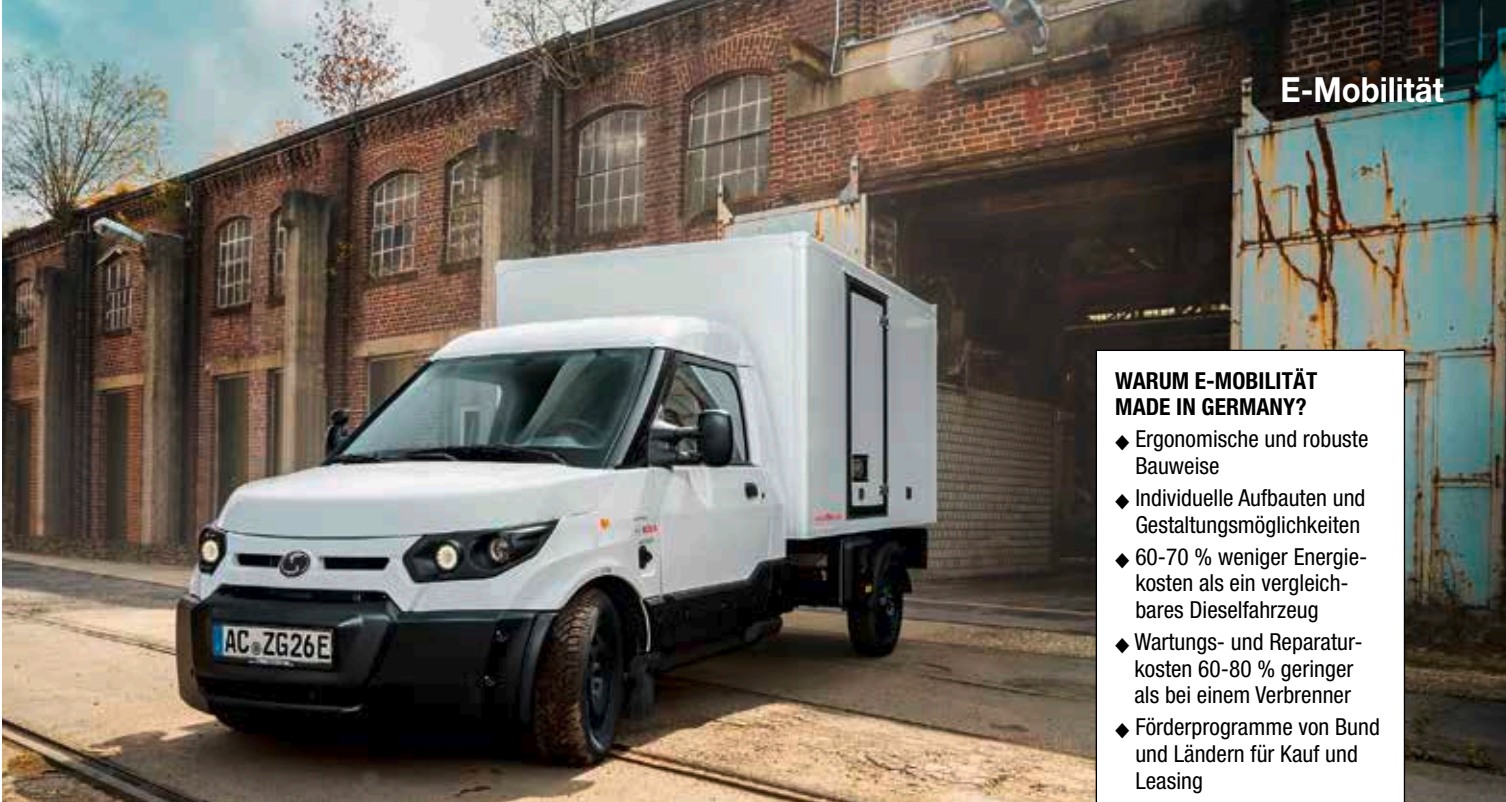 E-Mobilität
WARUM E-MOBILITÄT
MADE IN GERMANY?
◆ Ergonomische und robuste
Bauweise
◆ Individuelle Aufbauten und
Gestaltungsmöglichkeiten
◆ 60-70 % weniger Energie-
kosten als ein vergleich-
bares Dieselfahrzeug
◆ Wartungs- und Reparatur-
kosten 60-80 % geringer
als bei einem Verbrenner
◆ Förderprogramme von Bund
und Ländern für Kauf und
Leasing
AC ZG26E